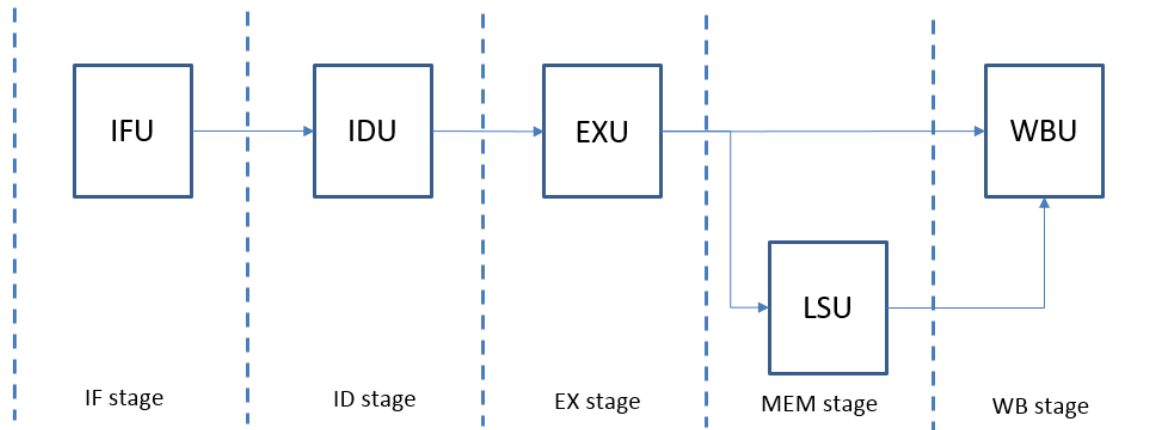 IFU
IDU
EXU
WBU
LSU
IF stage
ID stage
EX stage
MEM stage
WB stage